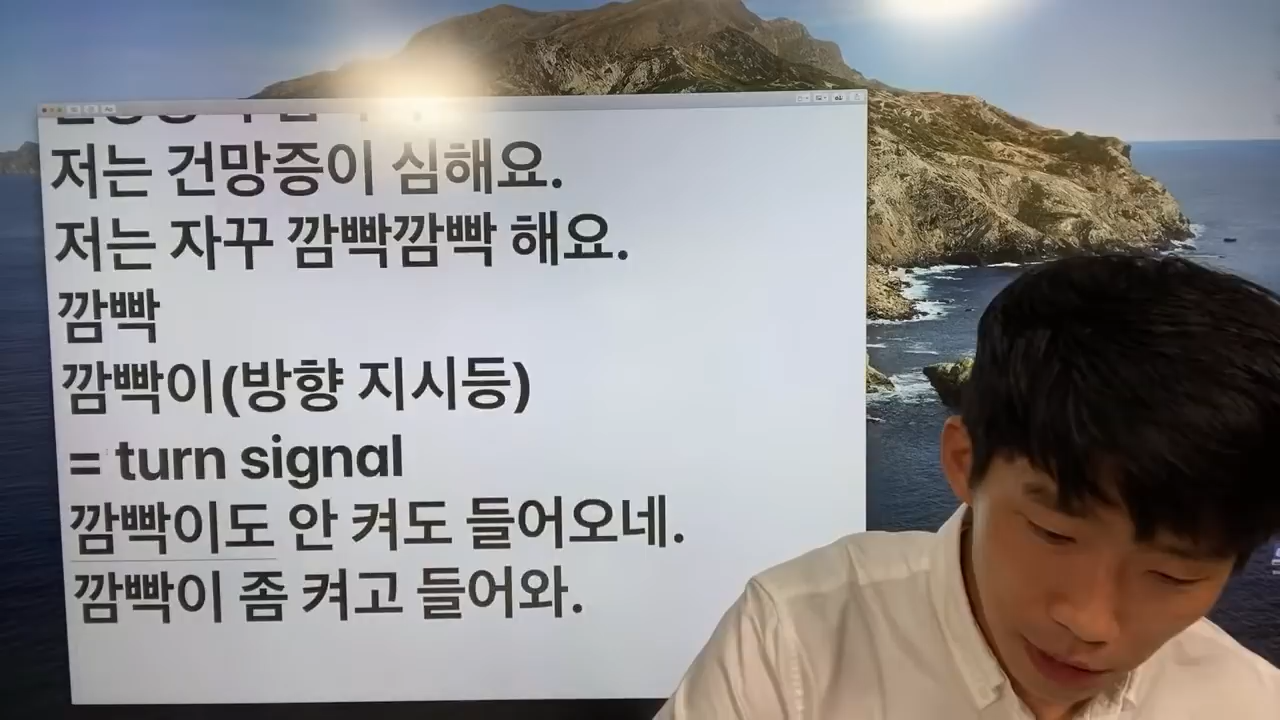 저는 건망증이 심해요.
저는 자꾸 깜빡깜빡 해요.
깜빡
깜빡이(방향 지시등)
= turn signal
깜빡이도 안 켜도 들어오네.
깜빡이 좀 켜고 들어와.